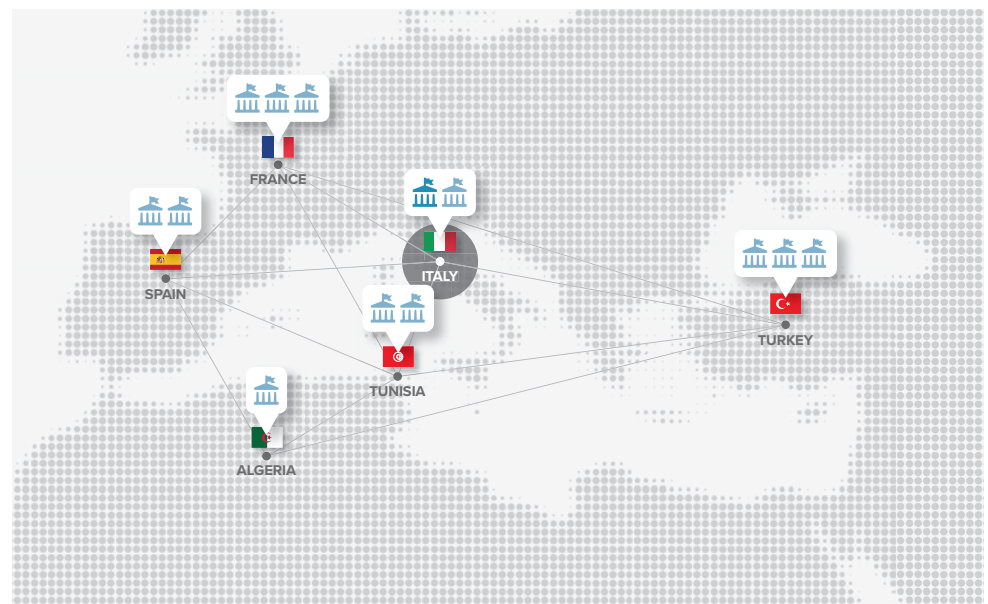 FRANCE
ITALY
SPAIN
TURKEY
TUNISIA
ALGERIA